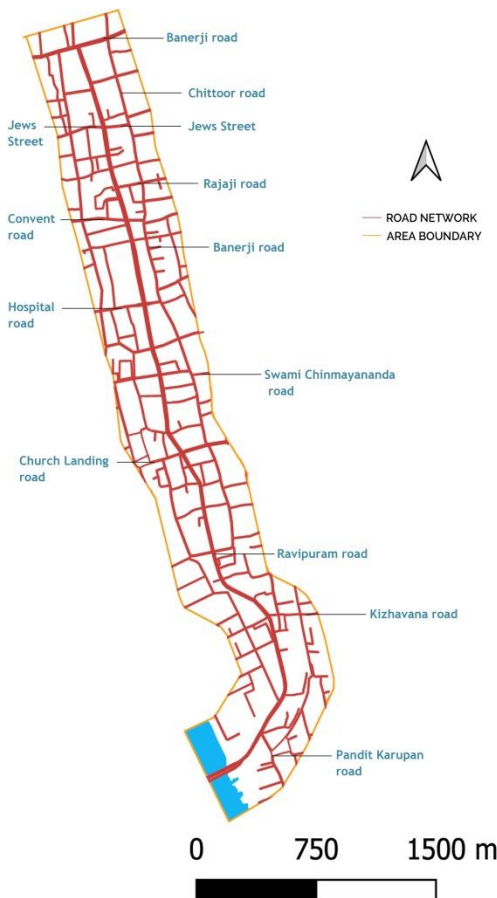 Banerji road
Chittoor road
Jews
Street
Jews Street
Rajaji road
Convent
road
Banerji road
Hospital
road
Swami Chinmayananda
road
Church Landing
road
Ravipuram road
Kizhavana road
Pandit Karupan
road
ROAD NETWORK
AREA BOUNDARY
0 750 1500 m